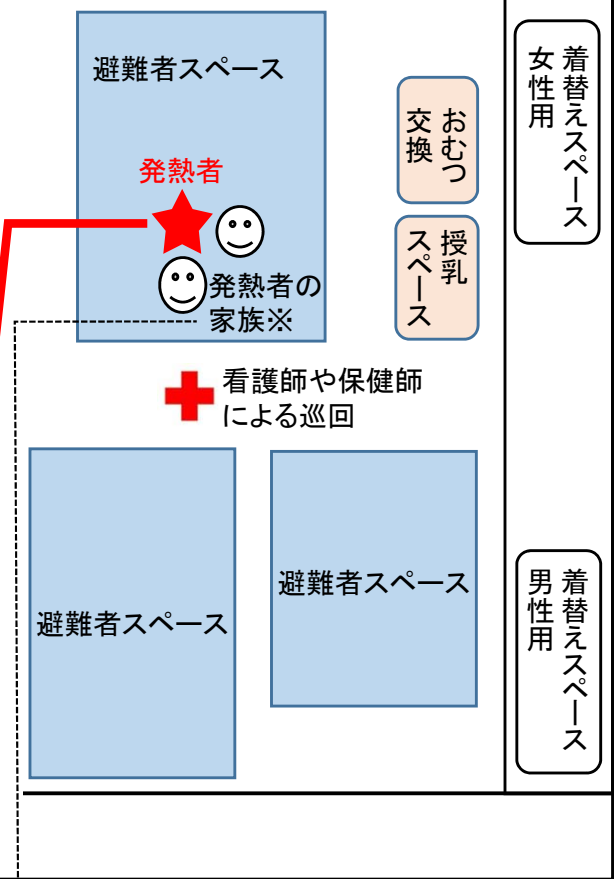 避難者スペース
発熱者
発熱者の
家族※
おむつ
交換
授乳
スペース
着替えスペース
女性用
看護師や保健師
による巡回
避難者スペース
避難者スペース
着替えスペース
男性用